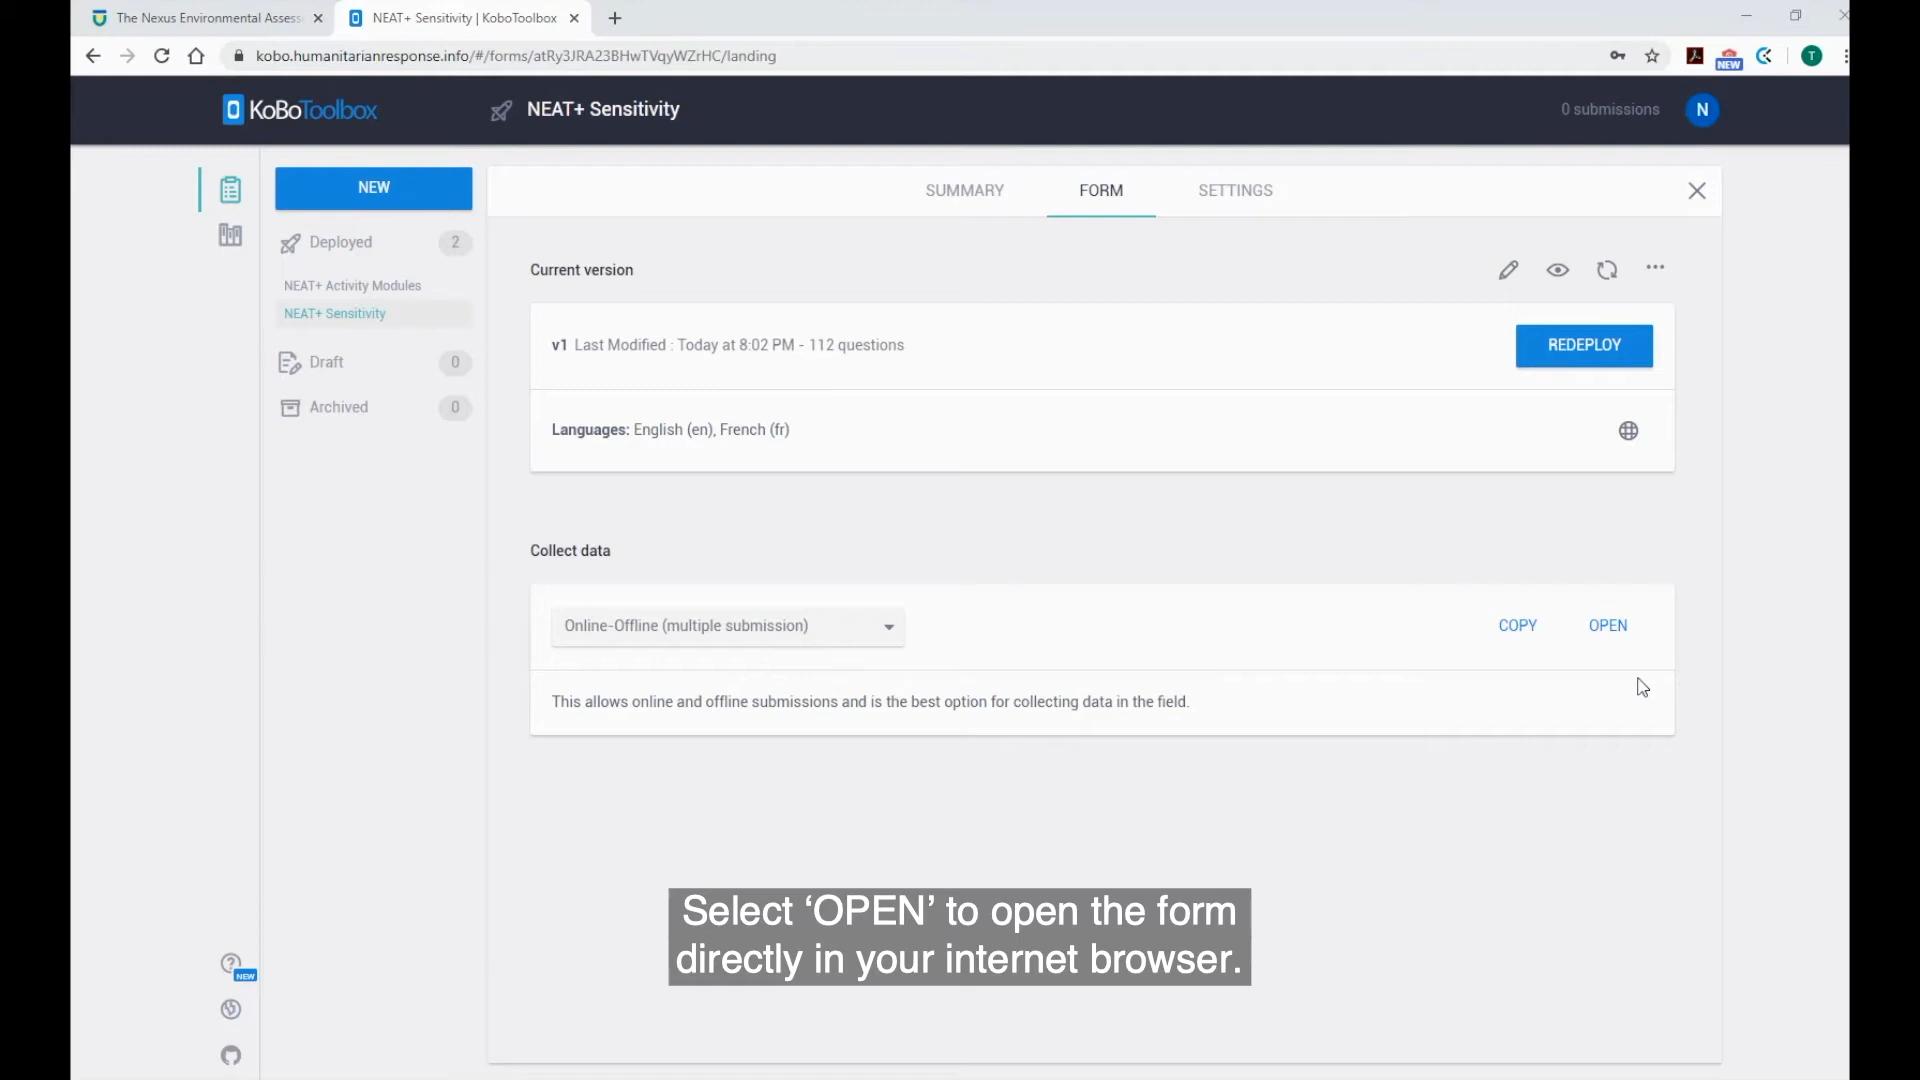 The Nexus Environmental Assess
NEAT+ Sensitivity | KoboToolbox
kobo.humanitarianresponse.info/#/forms/atRy3JRA23BHwTVqyWZrHC/landing
NEW
T
KoBoToolbox
NEAT+ Sensitivity
0 submissions
N
NEW
SUMMARY
FORM
SETTINGS
Deployed
2
NEAT+ Activity Modules
NEAT+ Sensitivity
Draft
0
Archived
0
Current version
v1 Last Modified : Today at 8:02 PM - 112 questions
REDEPLOY
Languages: English (en), French (fr)
Collect data
Online-Offline (multiple submission)
COPY
OPEN
This allows online and offline submissions and is the best option for collecting data in the field.
Select ‘OPEN’ to open the form
directly in your internet browser.
NEW